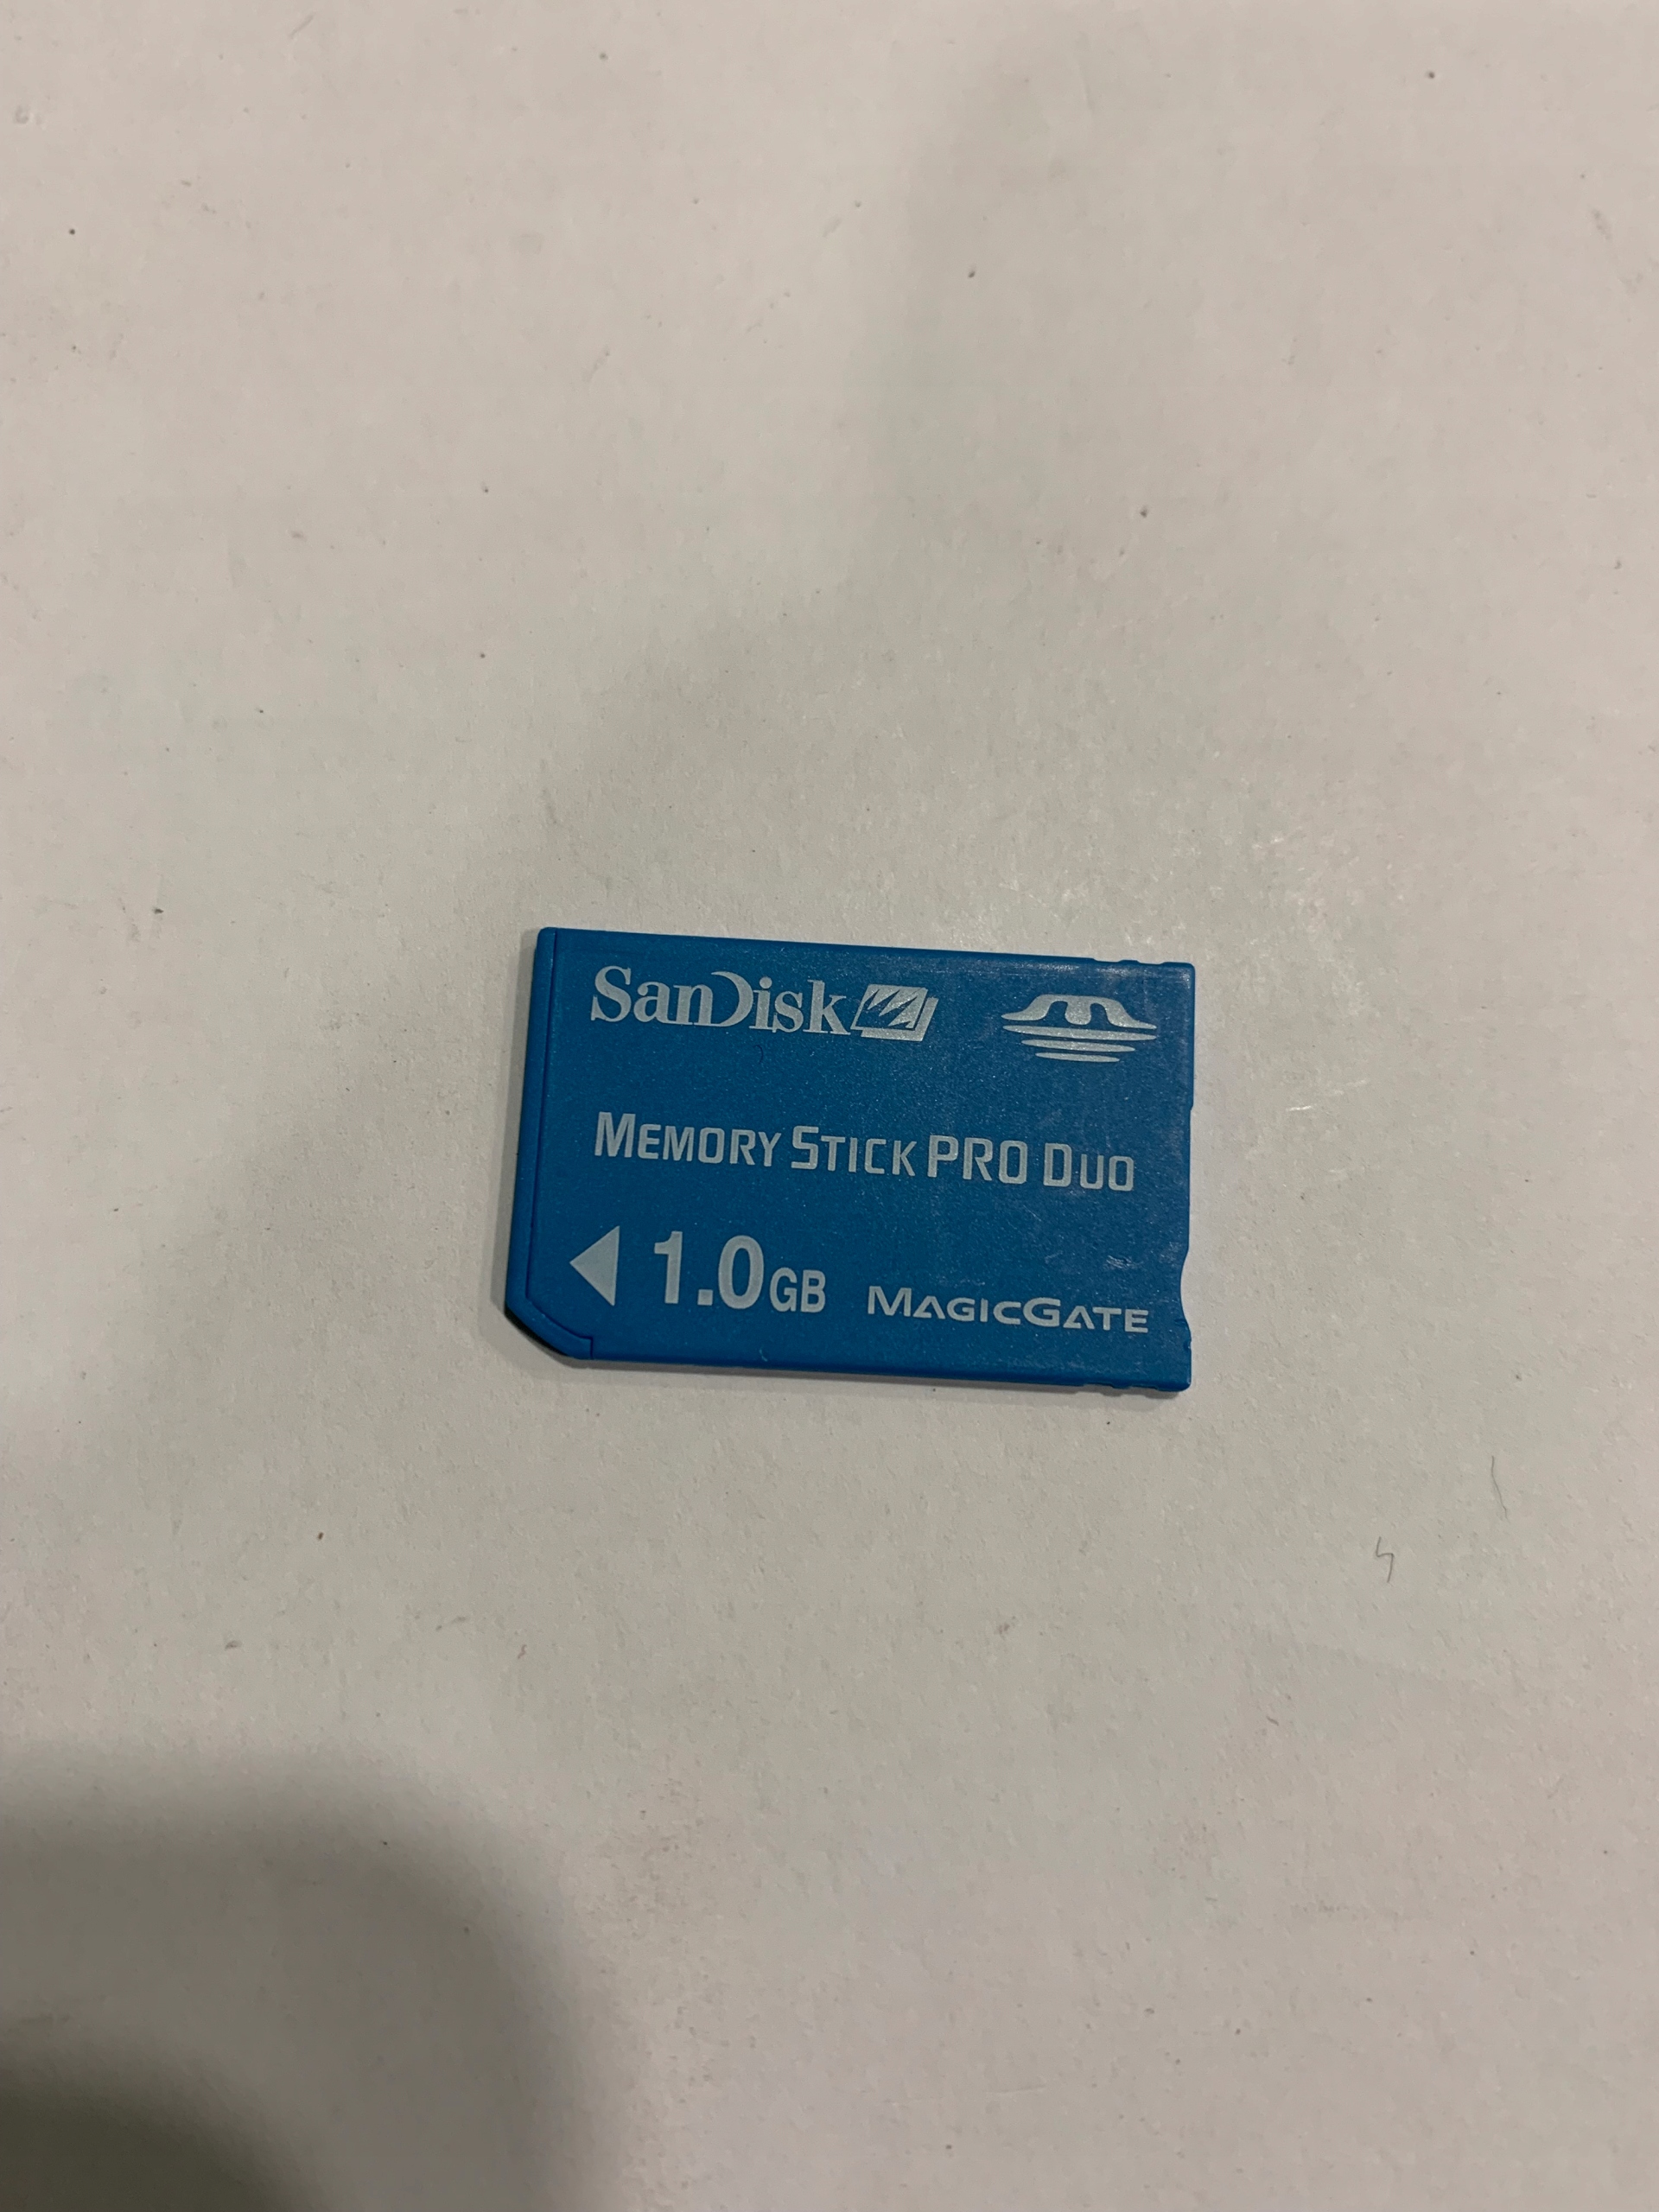 SanDisk
MEMORY STICK PRO DUO
1.0GB MAGICGATE